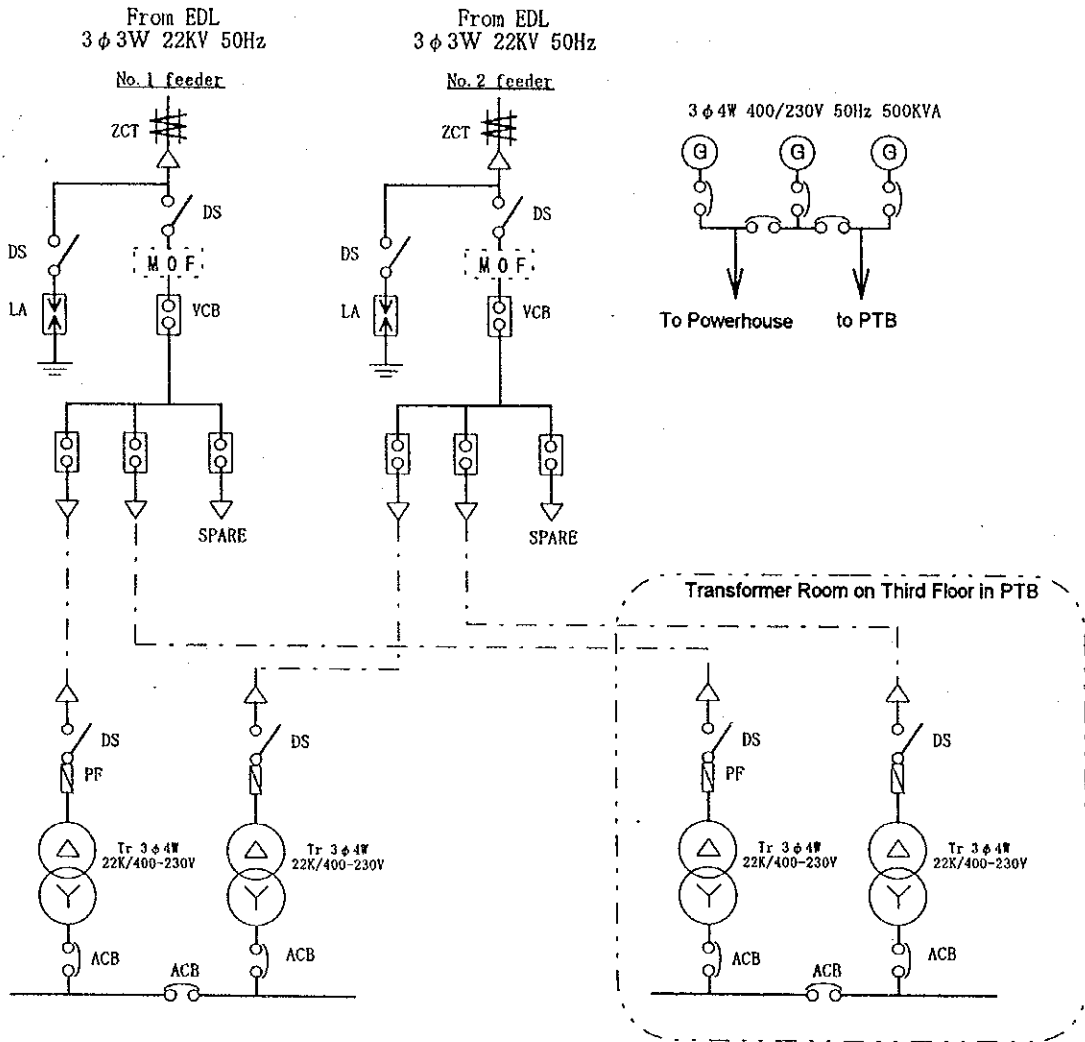 From EDL
3φ3W 22KV 50Hz
No.1 feeder
ZCT
DS
DS
MOF
LA
VCB
SPARE
From EDL
3φ3W 22KV 50Hz
No.2 feeder
ZCT
DS
DS
MOF
LA
VCB
SPARE
3φ4W 400/230V 50Hz 500KVA
G
G
G
To Powerhouse
to PTB
Transformer Room on Third Floor in PTB
DS
PF
Tr 3φ4W
22K/400-230V
ACB
DS
Tr 3φ4W
22K/400-230V
ACB
ACB
DS
PF
Tr 3φ4W
22K/400-230V
ACB
DS
Tr 3φ4W
22K/400-230V
ACB
ACB